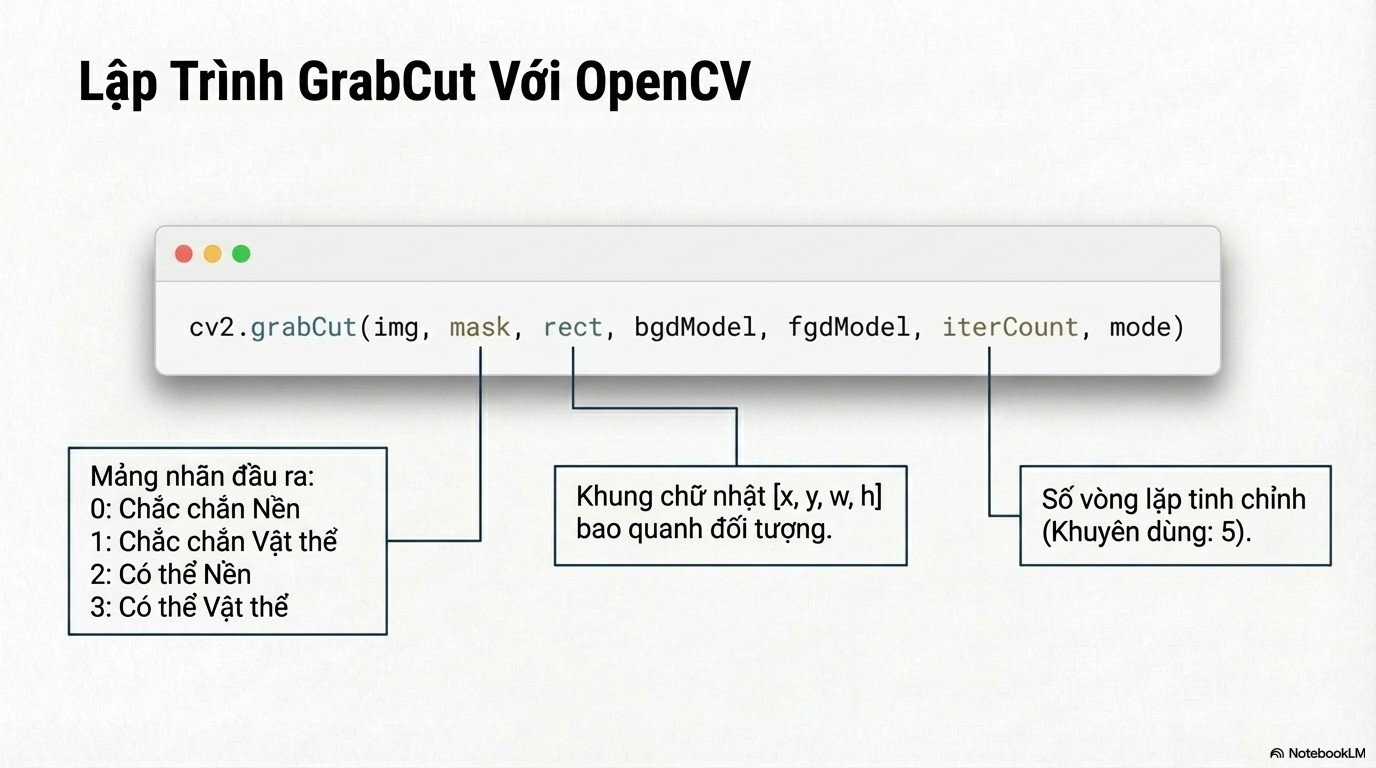 Lập Trình GrabCut Với OpenCV
cv2.grabCut(img, mask, rect, bgdModel, fgdModel, iterCount, mode)
Mảng nhãn đầu ra:
0: Chắc chắn Nền
1: Chắc chắn Vật thể
2: Có thể Nền
3: Có thể Vật thể
Khung chữ nhật [x, y, w, h]
bao quanh đối tượng.
Số vòng lặp tinh chỉnh
(Khuyên dùng: 5).
NotebookLM